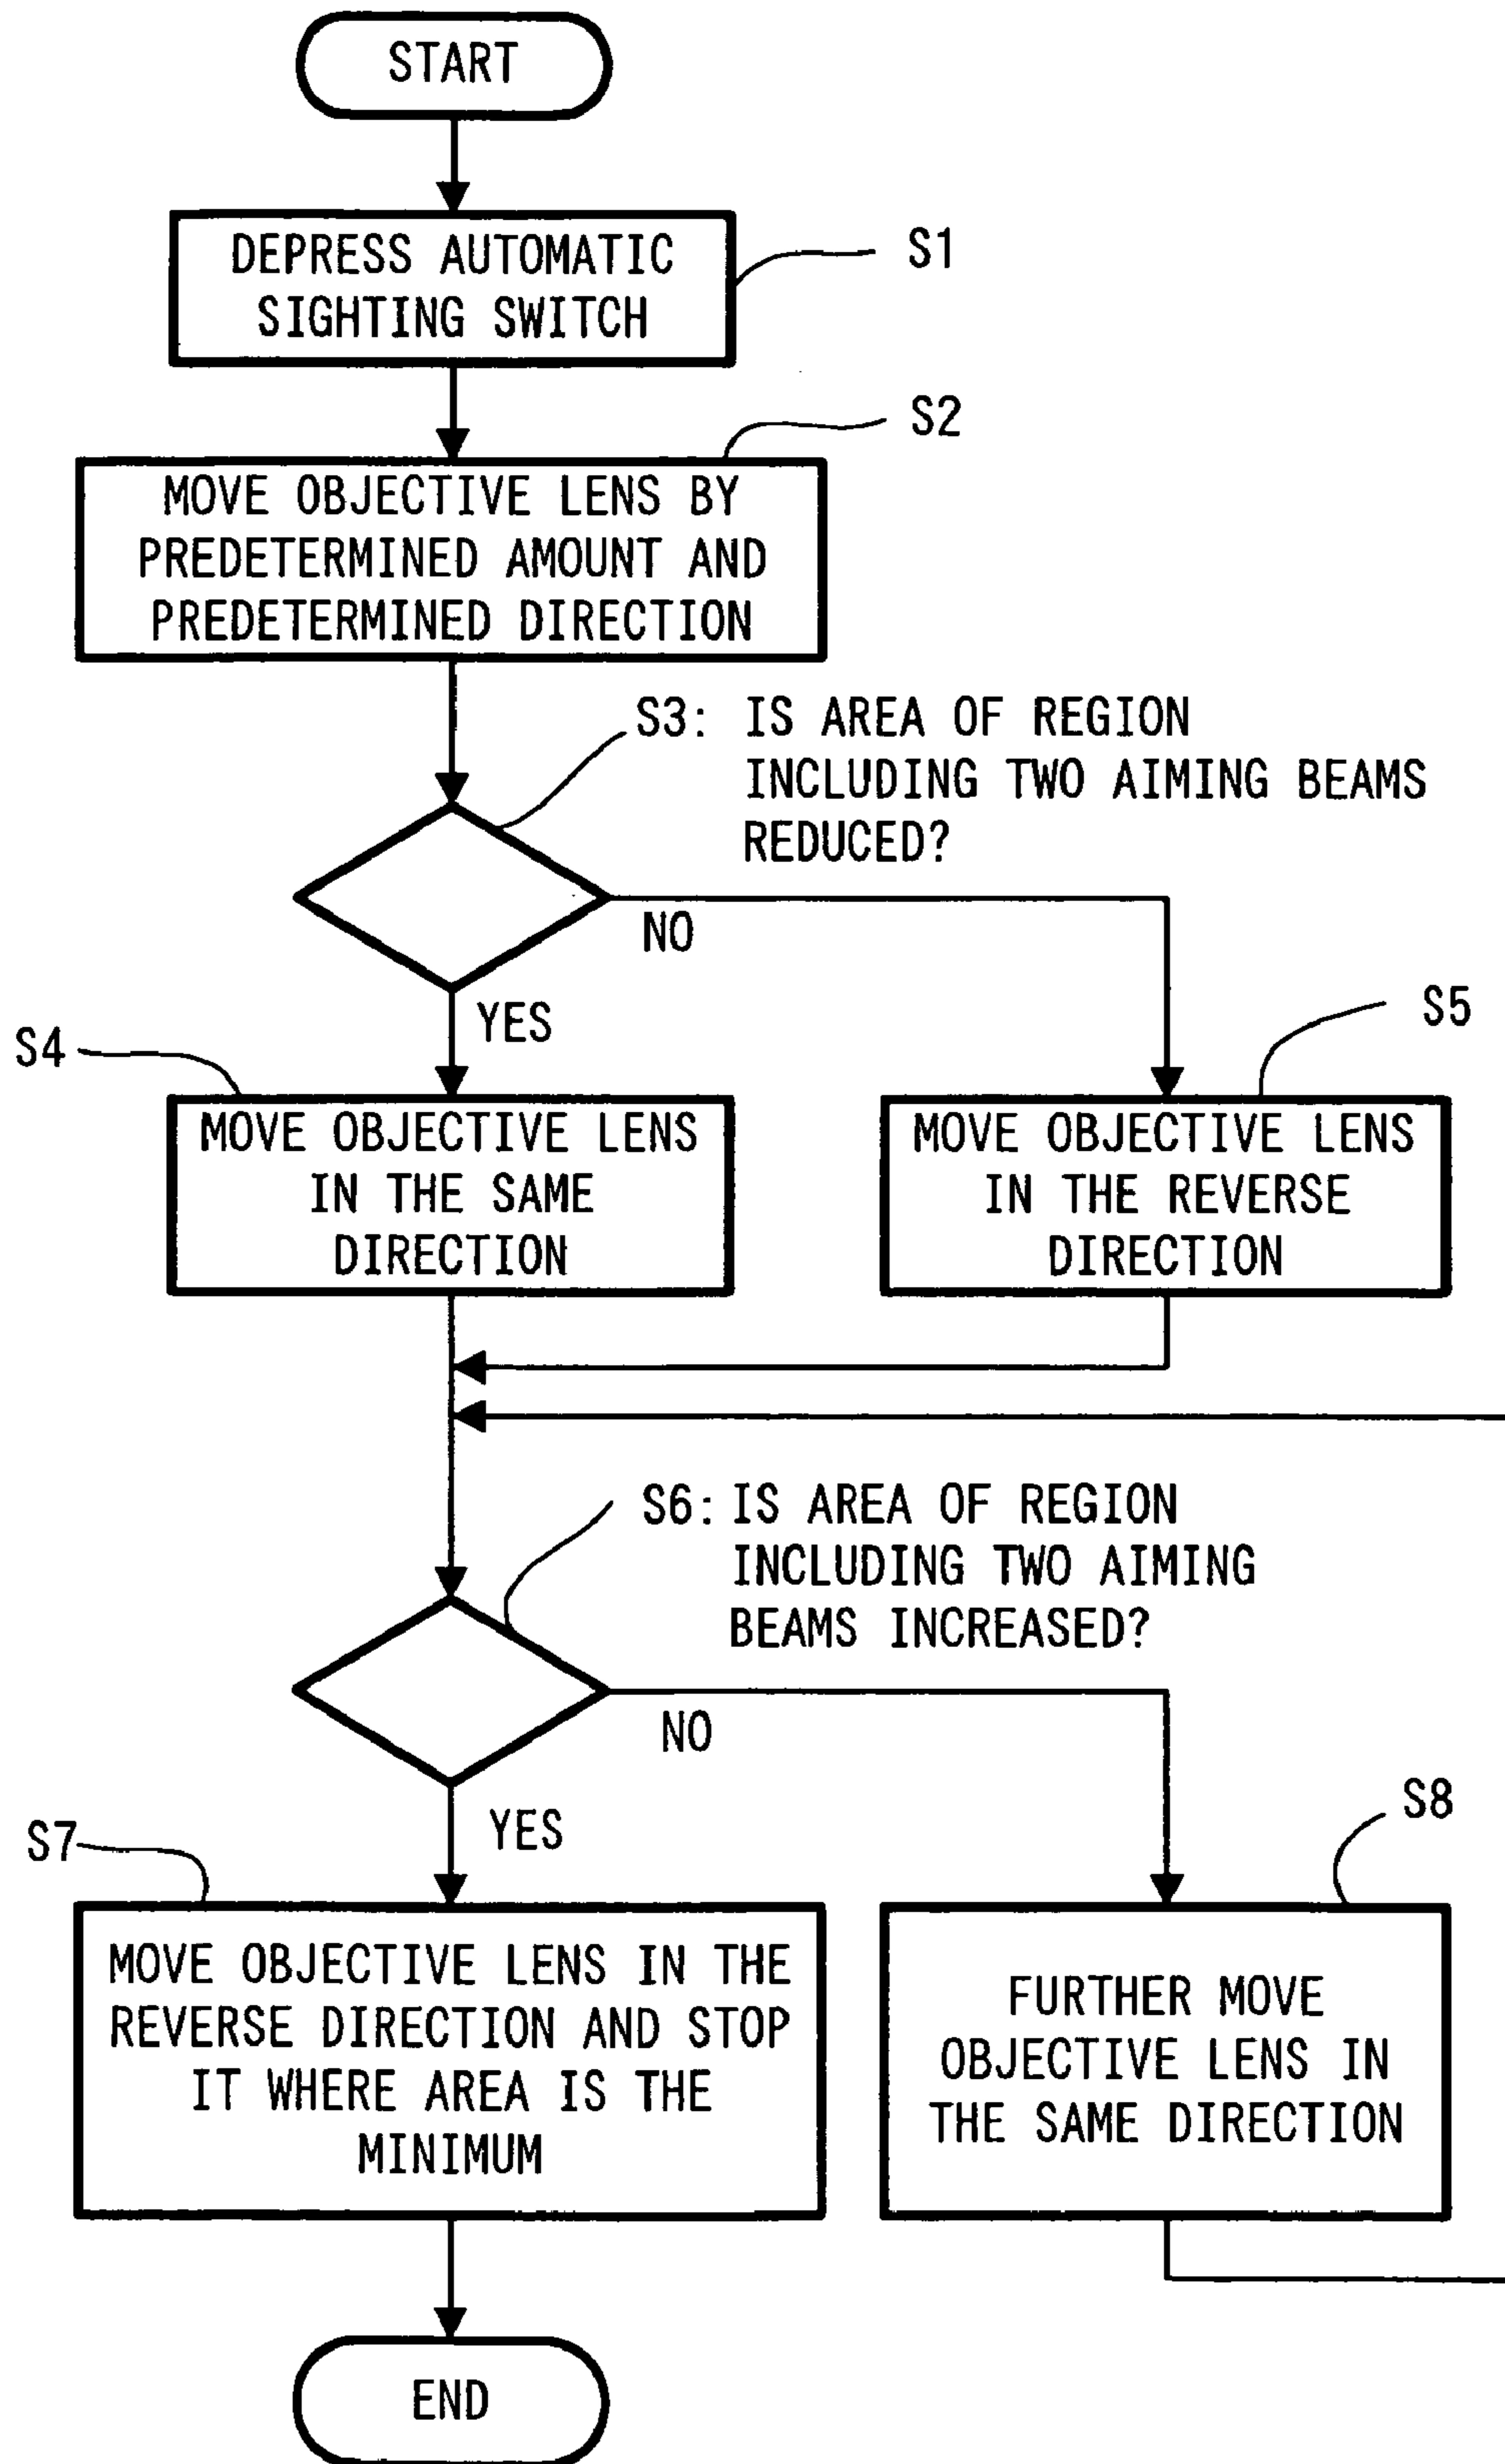 START
DEPRESS AUTOMATIC
SIGHTING SWITCH
S1
S2
MOVE OBJECTIVE LENS BY
PREDETERMINED AMOUNT AND
PREDETERMINED DIRECTION
S3: IS AREA OF REGION
INCLUDING TWO AIMING BEAMS
REDUCED?
NO
YES
S4
MOVE OBJECTIVE LENS
IN THE SAME
DIRECTION
S5
MOVE OBJECTIVE LENS
IN THE REVERSE
DIRECTION
S6: IS AREA OF REGION
INCLUDING TWO AIMING
BEAMS INCREASED?
NO
YES
S7
MOVE OBJECTIVE LENS IN THE
REVERSE DIRECTION AND STOP
IT WHERE AREA IS THE
MINIMUM
S8
FURTHER MOVE
OBJECTIVE LENS IN
THE SAME DIRECTION
END